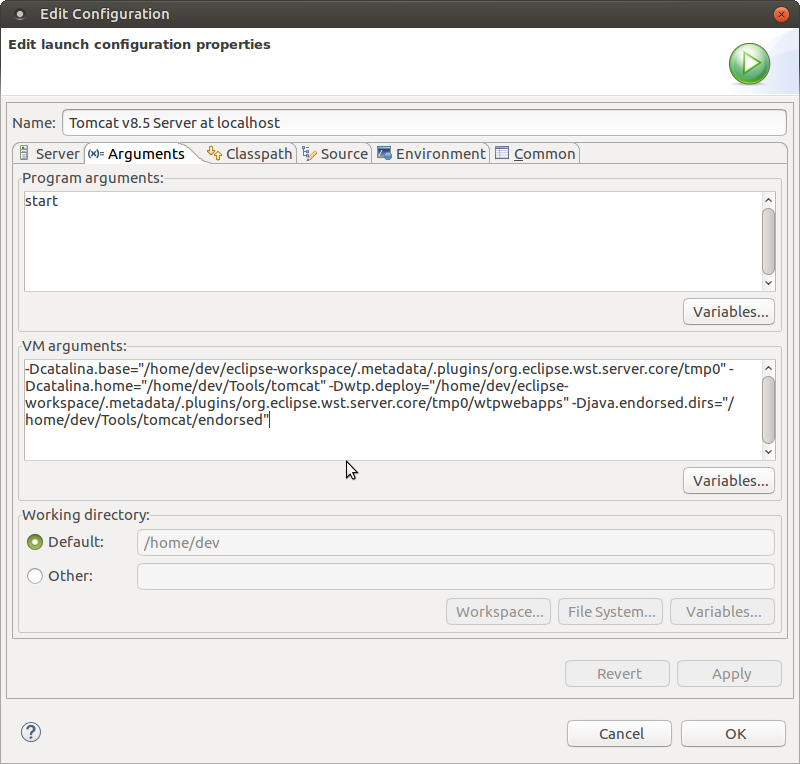 Edit Configuration
Edit launch configuration properties
Name: Tomcat v8.5 Server at localhost
Server (x)= Arguments Classpath Source Environment Common
Program arguments:
start
Variables...
VM arguments:
-Dcatalina.base="/home/dev/eclipse-workspace/.metadata/.plugins/org.eclipse.wst.server.core/tmp0" -
Dcatalina.home="/home/dev/Tools/tomcat" -Dwtp.deploy="/home/dev/eclipse-
workspace/.metadata/.plugins/org.eclipse.wst.server.core/tmp0/wtpwebapps" -Djava.endorsed.dirs="/
home/dev/Tools/tomcat/endorsed"
Variables...
Working directory:
Default: /home/dev
Other:
Workspace... File System... Variables...
Revert Apply
? Cancel OK